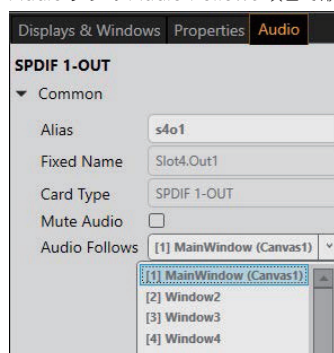 Displays & Windows Properties Audio
SPDIF 1-OUT
Common
Alias s4o1
Fixed Name Slot4.Out1
Card Type SPDIF 1-OUT
Mute Audio
Audio Follows [1] MainWindow (Canvas1)
[1] MainWindow (Canvas1)
[2] Window2
[3] Window3
[4] Window4